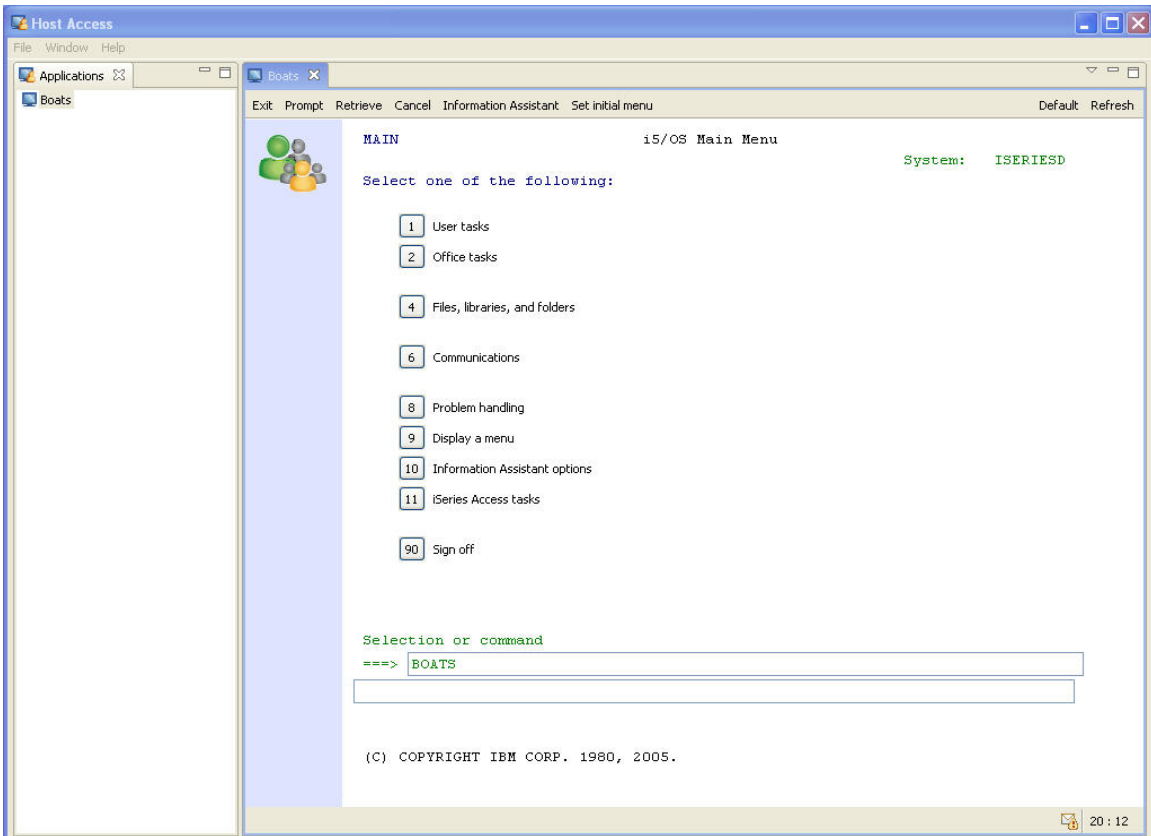 Host Access
File Window Help
Applications
Boats
Boats
Exit Prompt Retrieve Cancel Information Assistant Set initial menu Default Refresh
MAIN i5/OS Main Menu
System: ISERIESD
Select one of the following:
1 User tasks
2 Office tasks
4 Files, libraries, and folders
6 Communications
8 Problem handling
9 Display a menu
10 Information Assistant options
11 iSeries Access tasks
90 Sign off
Selection or command
===> BOATS
(C) COPYRIGHT IBM CORP. 1980, 2005.
20 : 12